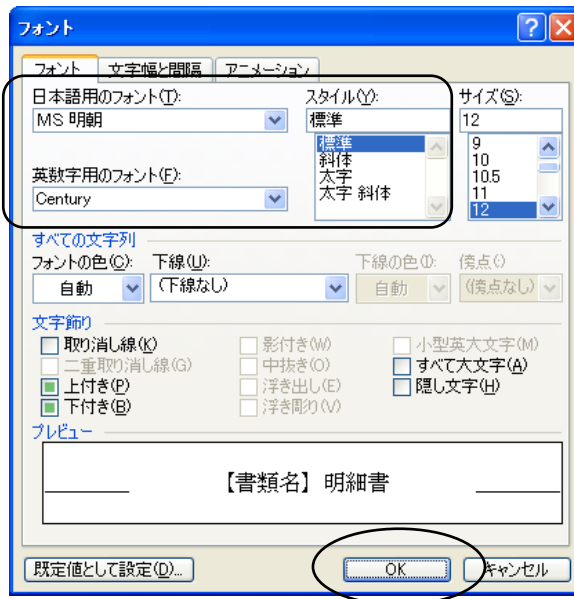 フォント
フォント 文字幅と間隔 アニメーション
日本語用のフォント(T): スタイル(Y): サイズ(S):
MS 明朝 標準 12
標準 9
斜体 10
太字 10.5
太字 斜体 11
12
英数字用のフォント(F):
Century
すべての文字列
フォントの色(C): 下線(U): 下線の色(I): 傍点(:)
自動 (下線なし) 自動 (傍点なし)
文字飾り
取り消し線(K) 影付き(W) 小型英大文字(M)
二重取り消し線(G) 中抜き(O) すべて大文字(A)
上付き(P) 浮き出し(E) 隠し文字(H)
下付き(B) 浮き彫り(V)
プレビュー
【書類名】明細書
既定値として設定(D)... OK キャンセル